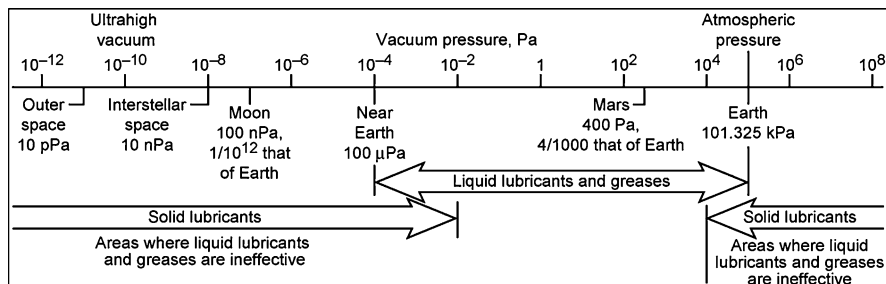 Ultrahigh
vacuum
Vacuum pressure, Pa
Atmospheric
pressure
10–12 10–10 10–8 10–6 10–4 10–2 1 102 104 106 108
Outer
space
10 pPa
Interstellar
space
10 nPa
Moon
100 nPa,
1/1012 that
of Earth
Near
Earth
100 μPa
Mars
400 Pa,
4/1000 that of Earth
Earth
101.325 kPa
Liquid lubricants and greases
Solid lubricants
Areas where liquid lubricants
and greases are ineffective
Solid lubricants
Areas where liquid
lubricants and greases
are ineffective